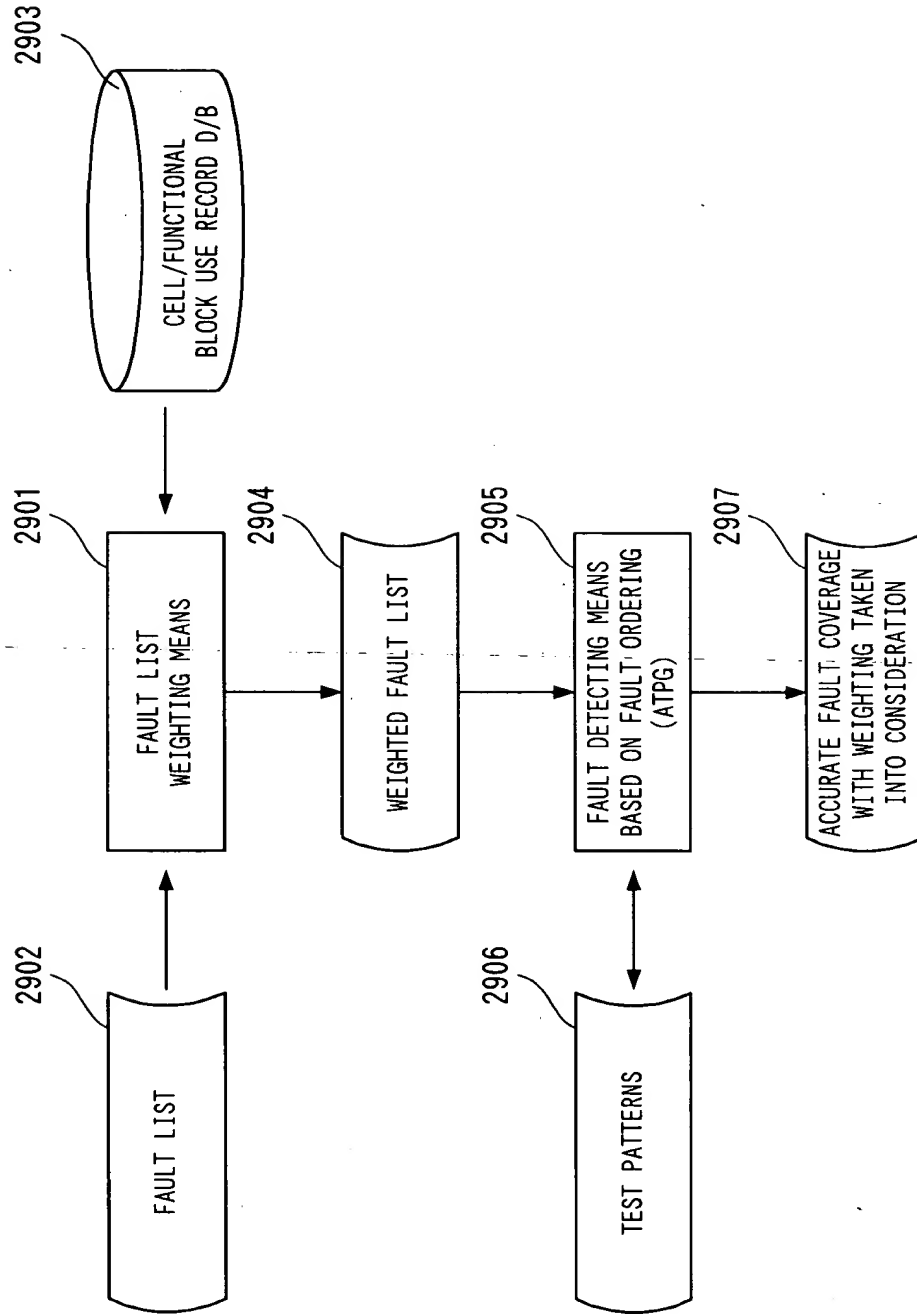 2902
FAULT LIST
2901
FAULT LIST
WEIGHTING MEANS
2903
CELL/FUNCTIONAL
BLOCK USE RECORD D/B
2904
WEIGHTED FAULT LIST
2906
TEST PATTERNS
2905
FAULT DETECTING MEANS
BASED ON FAULT ORDERING
(ATPG)
2907
ACCURATE FAULT COVERAGE
WITH WEIGHTING TAKEN
INTO CONSIDERATION